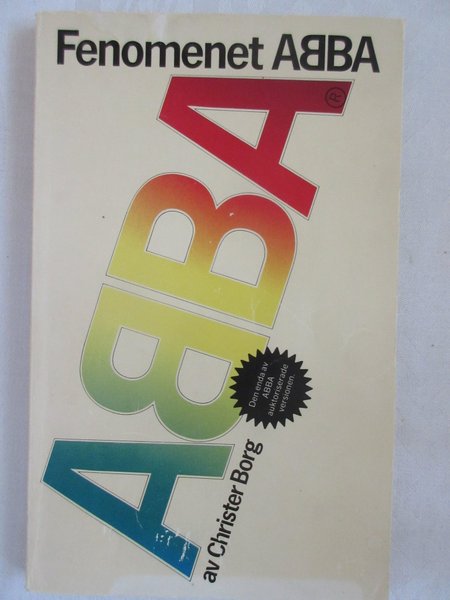 Fenomenet ABBA
ABBA®
Den enda av
ABBA
auktoriserade
versionen.
av Christer Borg